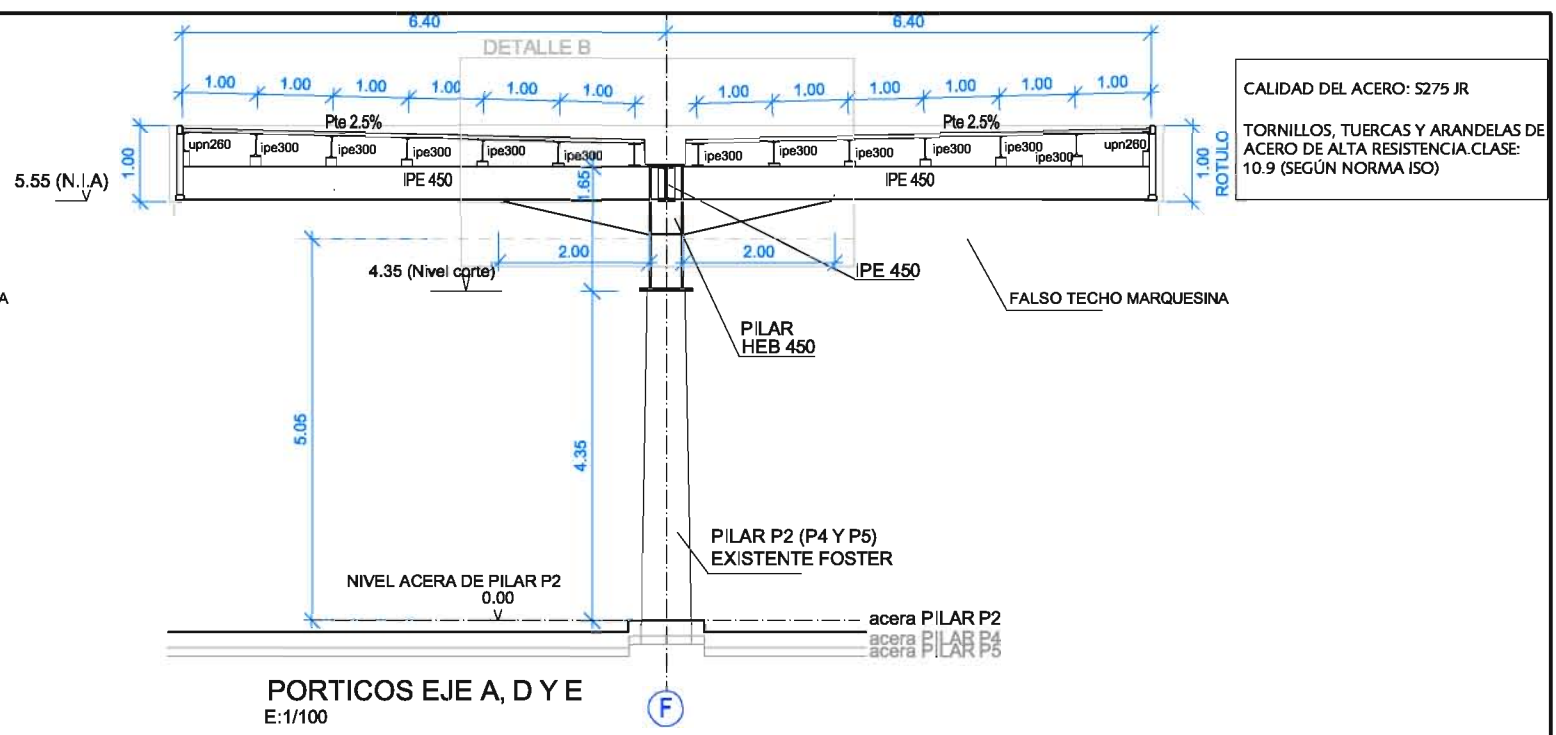 6.40
6.40
DETALLE B
1.00
1.00
1.00
1.00
1.00
1.00
1.00
1.00
1.00
1.00
1.00
1.00
CALIDAD DEL ACERO: S275 JR
TORNILLOS, TUERCAS Y ARANDELAS DE
ACERO DE ALTA RESISTENCIA.CLASE:
10.9 (SEGÚN NORMA ISO)
Pte 2.5%
Pte 2.5%
upn260
ipe300
ipe300
ipe300
ipe300
ipe300
ipe300
ipe300
ipe300
ipe300
ipe300
ipe300
upn260
1.00
1.00
ROTULO
5.55 (N.I.A)
IPE 450
1.65
IPE 450
2.00
2.00
4.35 (Nivel corte)
IPE 450
A
FALSO TECHO MARQUESINA
PILAR
HEB 450
5.05
4.35
PILAR P2 (P4 Y P5)
EXISTENTE FOSTER
NIVEL ACERA DE PILAR P2
0.00
acera PILAR P2
acera PILAR P4
acera PILAR P5
PORTICOS EJE A, D Y E
E:1/100
F